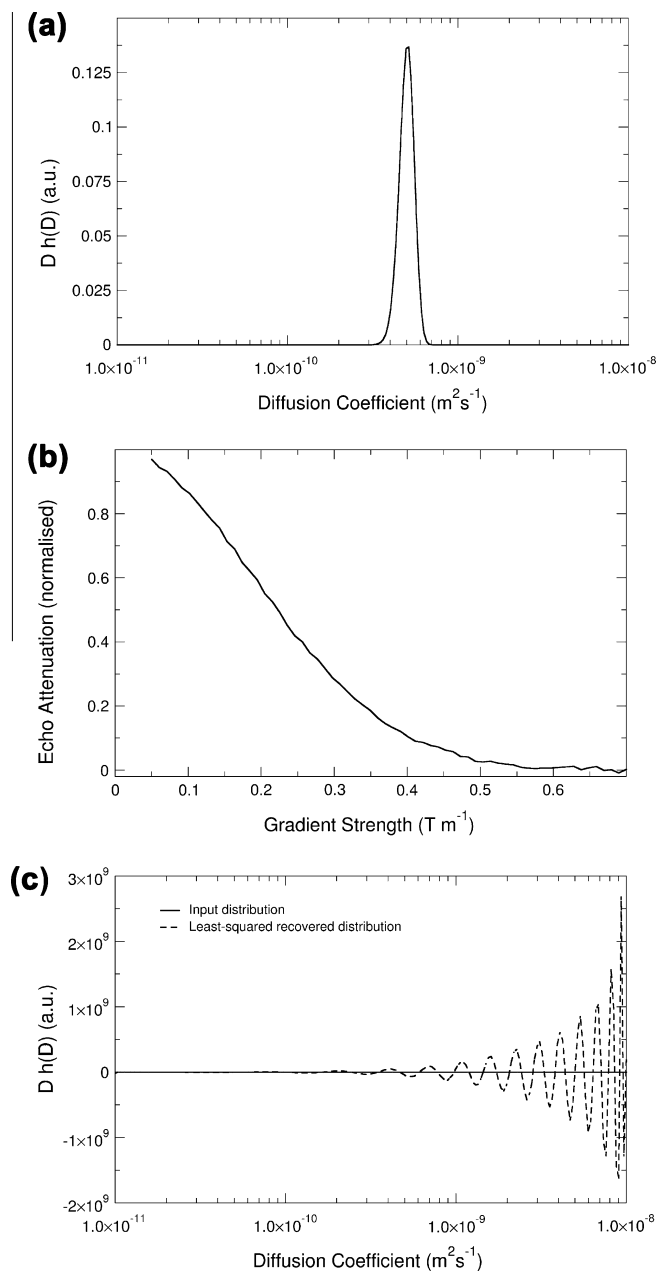 (a)
0.125
0.1
0.075
0.05
0.025
0
D h(D) (a.u.)
1.0×10⁻¹¹ 1.0×10⁻¹⁰ 1.0×10⁻⁹ 1.0×10⁻⁸
Diffusion Coefficient (m²s⁻¹)
(b)
0.8
0.6
0.4
0.2
0
Echo Attenuation (normalised)
0 0.1 0.2 0.3 0.4 0.5 0.6
Gradient Strength (T m⁻¹)
(c)
3×10⁹
2×10⁹
1×10⁹
0
-1×10⁹
-2×10⁹
D h(D) (a.u.)
Input distribution
Least-squared recovered distribution
1.0×10⁻¹¹ 1.0×10⁻¹⁰ 1.0×10⁻⁹ 1.0×10⁻⁸
Diffusion Coefficient (m²s⁻¹)